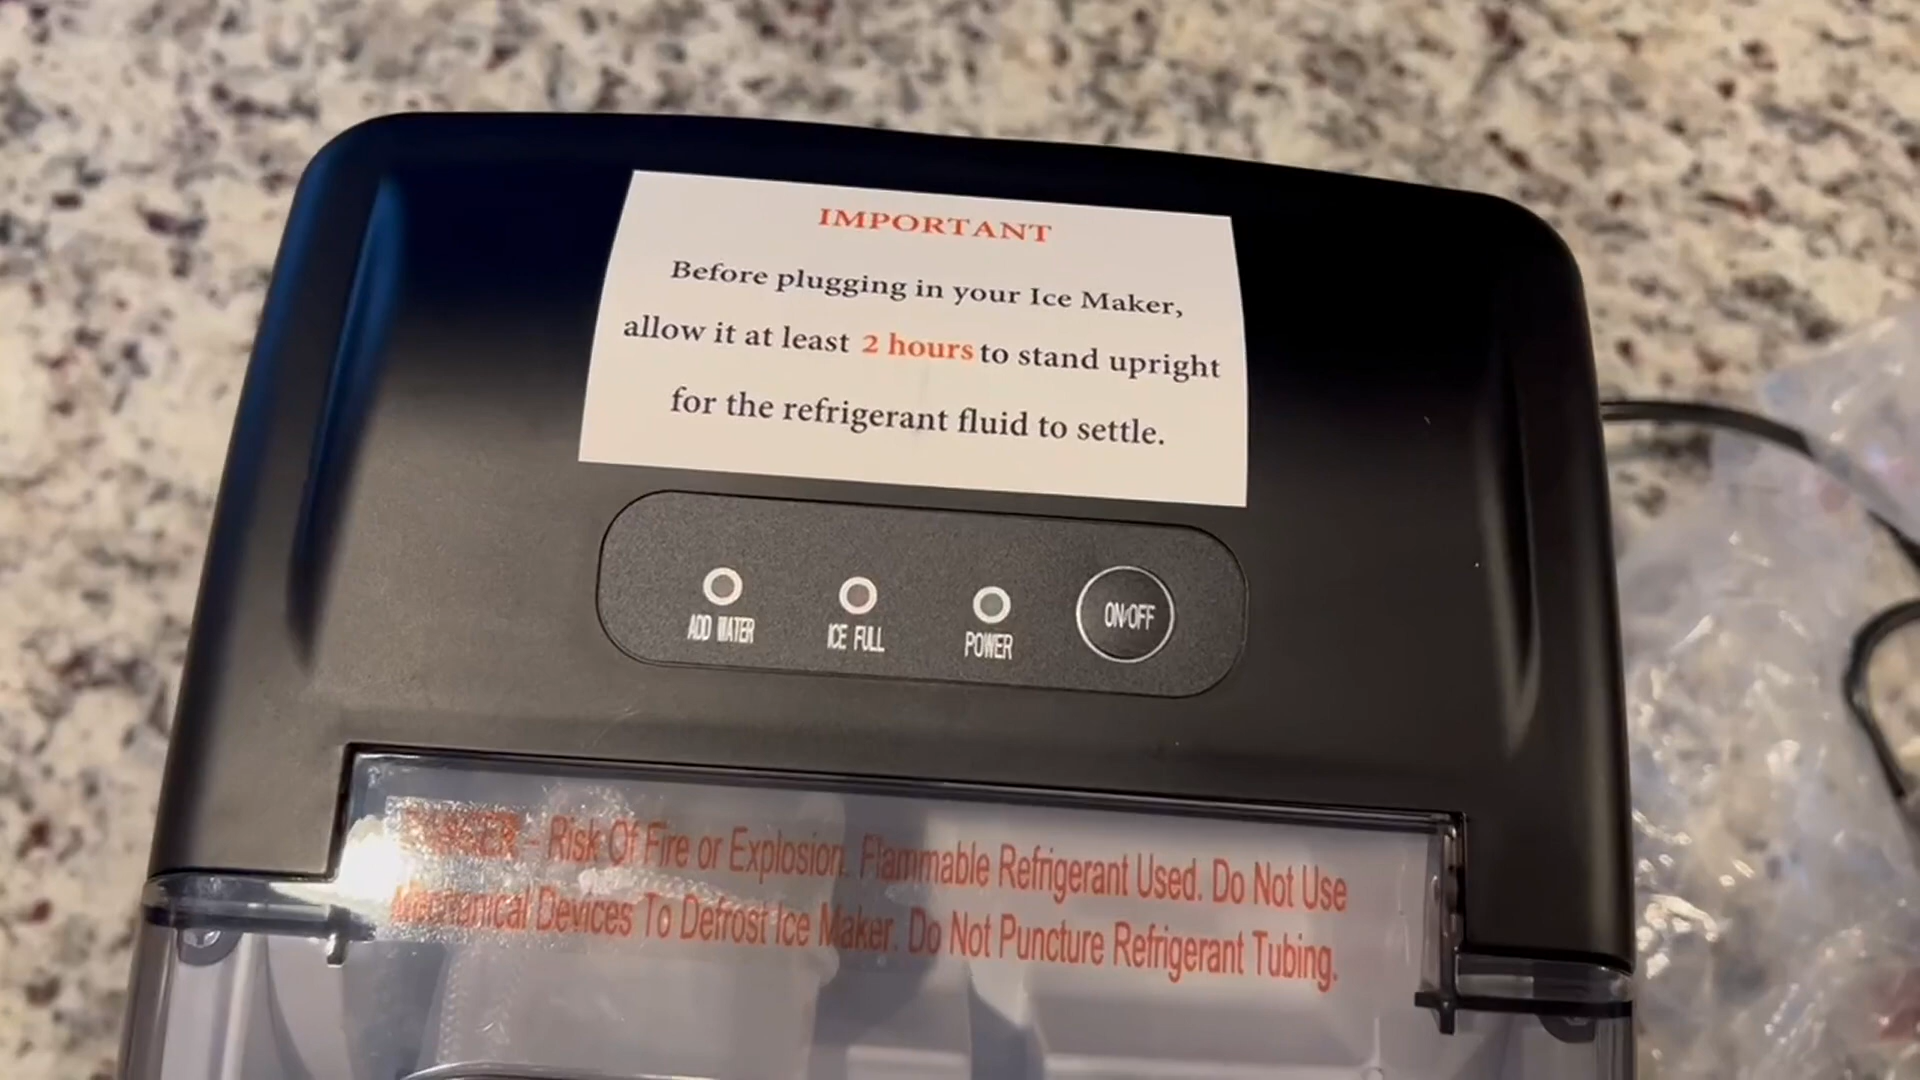 IMPORTANT
Before plugging in your Ice Maker,
allow it at least 2 hours to stand upright
for the refrigerant fluid to settle.
ADD WATER
ICE FULL
POWER
ON/OFF
DANGER - Risk Of Fire or Explosion. Flammable Refrigerant Used. Do Not Use
Mechanical Devices To Defrost Ice Maker. Do Not Puncture Refrigerant Tubing.